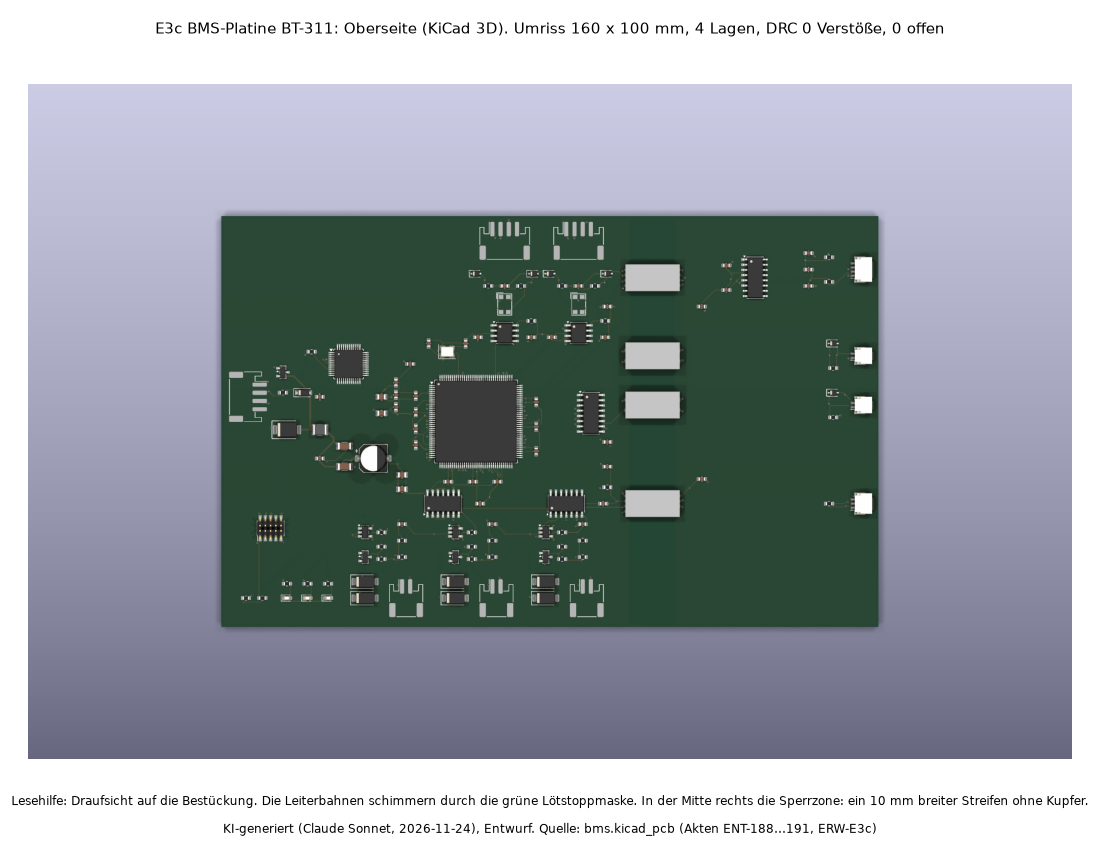 E3c BMS-Platine BT-311: Oberseite (KiCad 3D). Umriss 160 x 100 mm, 4 Lagen, DRC 0 Verstöße, 0 offen
Lesehilfe: Draufsicht auf die Bestückung. Die Leiterbahnen schimmern durch die grüne Lötstoppmaske. In der Mitte rechts die Sperrzone: ein 10 mm breiter Streifen ohne Kupfer.
KI-generiert (Claude Sonnet, 2026-11-24), Entwurf. Quelle: bms.kicad_pcb (Akten ENT-188...191, ERW-E3c)